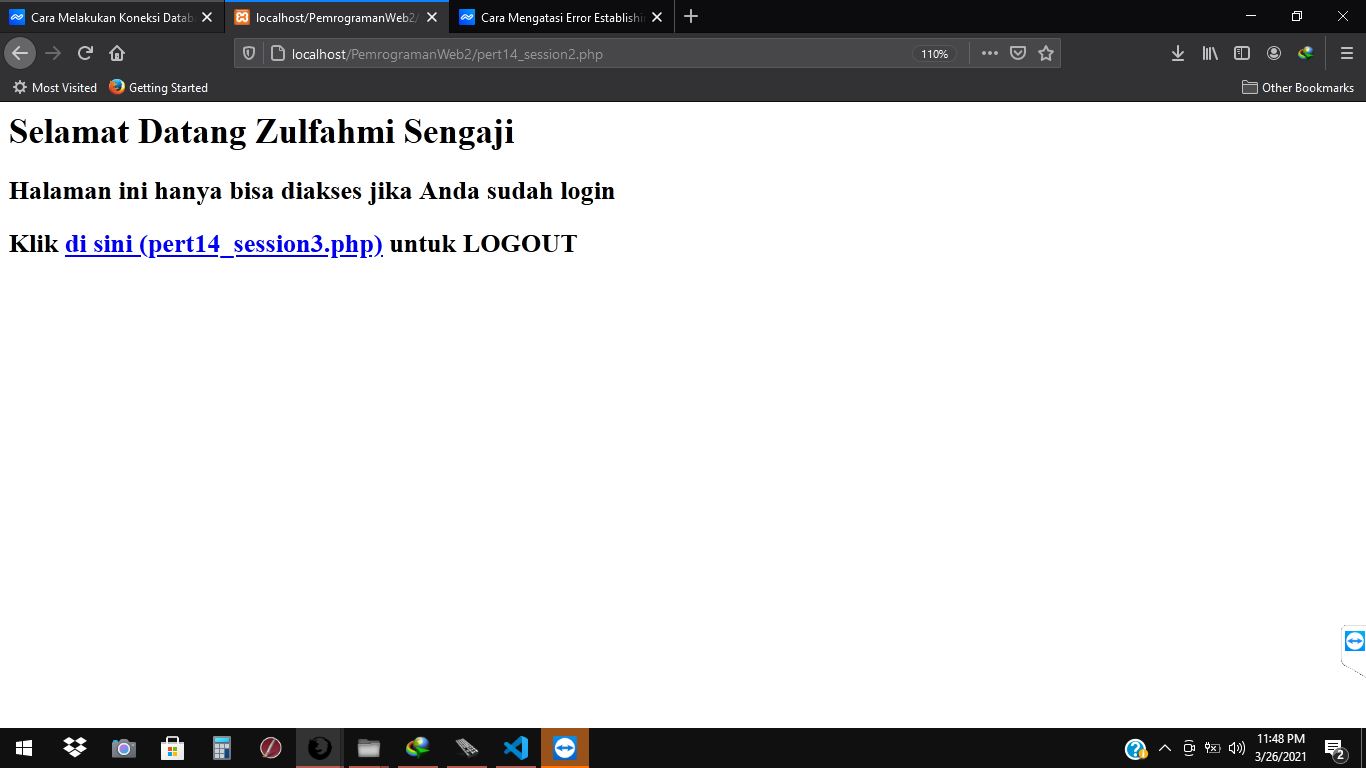 Cara Melakukan Koneksi Datab
localhost/PemrogramanWeb2/
Cara Mengatasi Error Establishi
localhost/PemrogramanWeb2/pert14_session2.php
110%
Most Visited
Getting Started
Other Bookmarks
Selamat Datang Zulfahmi Sengaji
Halaman ini hanya bisa diakses jika Anda sudah login
Klik di sini (pert14_session3.php) untuk LOGOUT
11:48 PM
3/26/2021
2